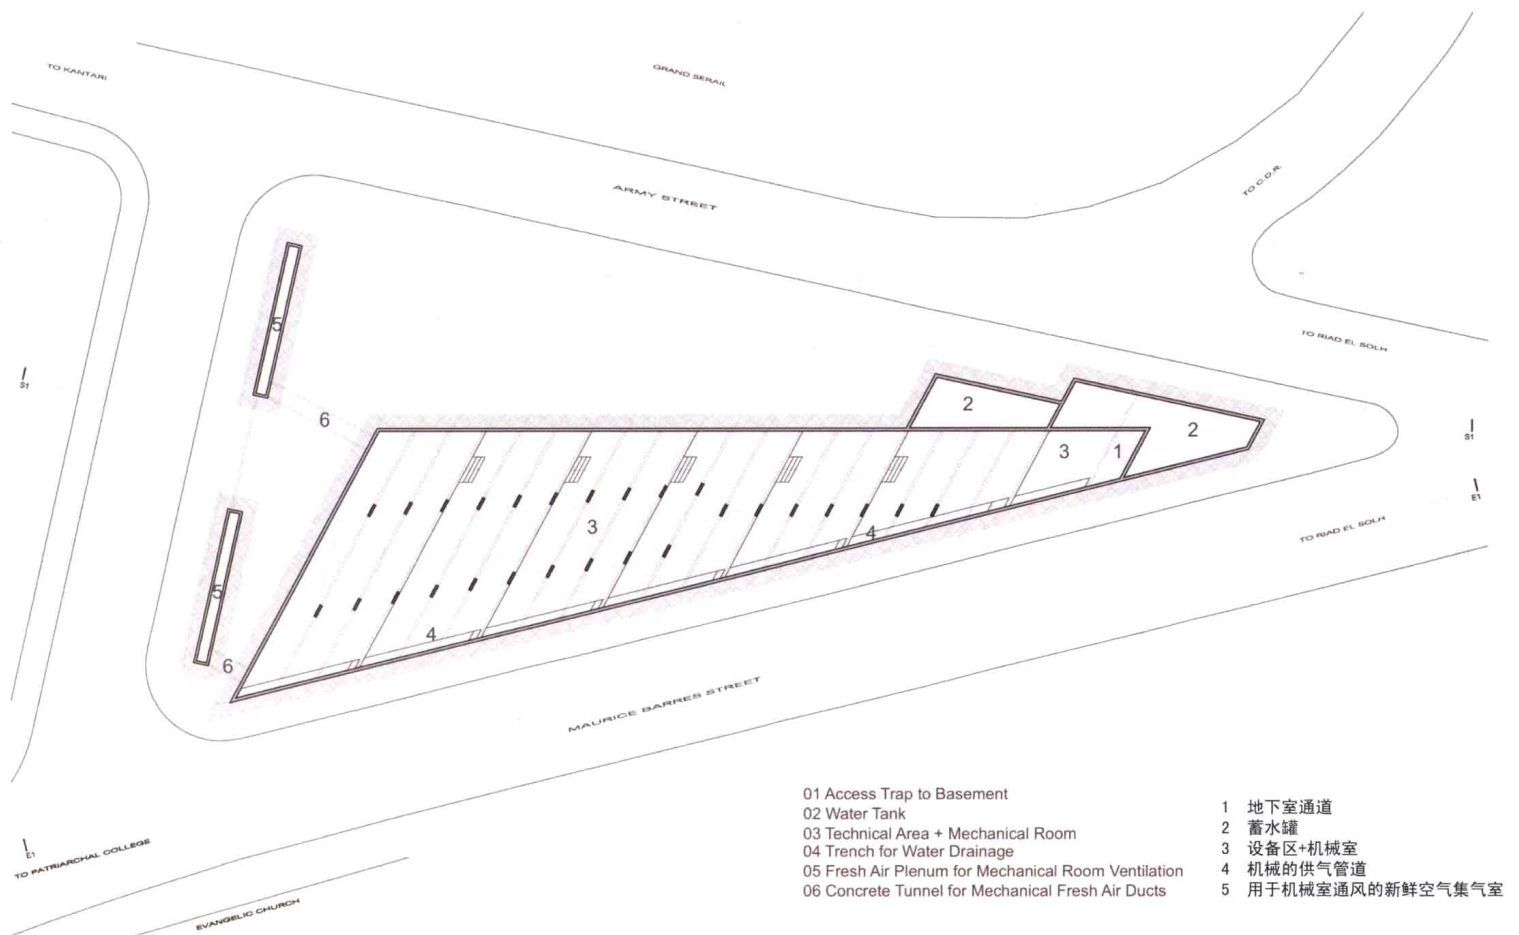 TO KANTARI
GRAND SERAIL
ARMY STREET
TO C.D.R.
5
TO RIAD EL SOLH
S1
2
6
2
S1
3
1
E1
3
4
TO RIAD EL SOLH
5
4
6
MAURICE BARRES STREET
01 Access Trap to Basement
02 Water Tank
03 Technical Area + Mechanical Room
04 Trench for Water Drainage
05 Fresh Air Plenum for Mechanical Room Ventilation
06 Concrete Tunnel for Mechanical Fresh Air Ducts
1 地下室通道
2 蓄水罐
3 设备区+机械室
4 机械的供气管道
5 用于机械室通风的新鲜空气集气室
E1
TO PATRIARCHAL COLLEGE
EVANGELIC CHURCH